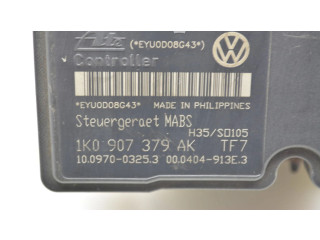 Ate (*EYU0D08G43*)
Controller
*EYU0D08G43* MADE IN PHILIPPINES
H35/SD105
Steuergeraet MABS
1K0 907 379 AK TF7
10.0970-0325.3 00.0404-913E.3